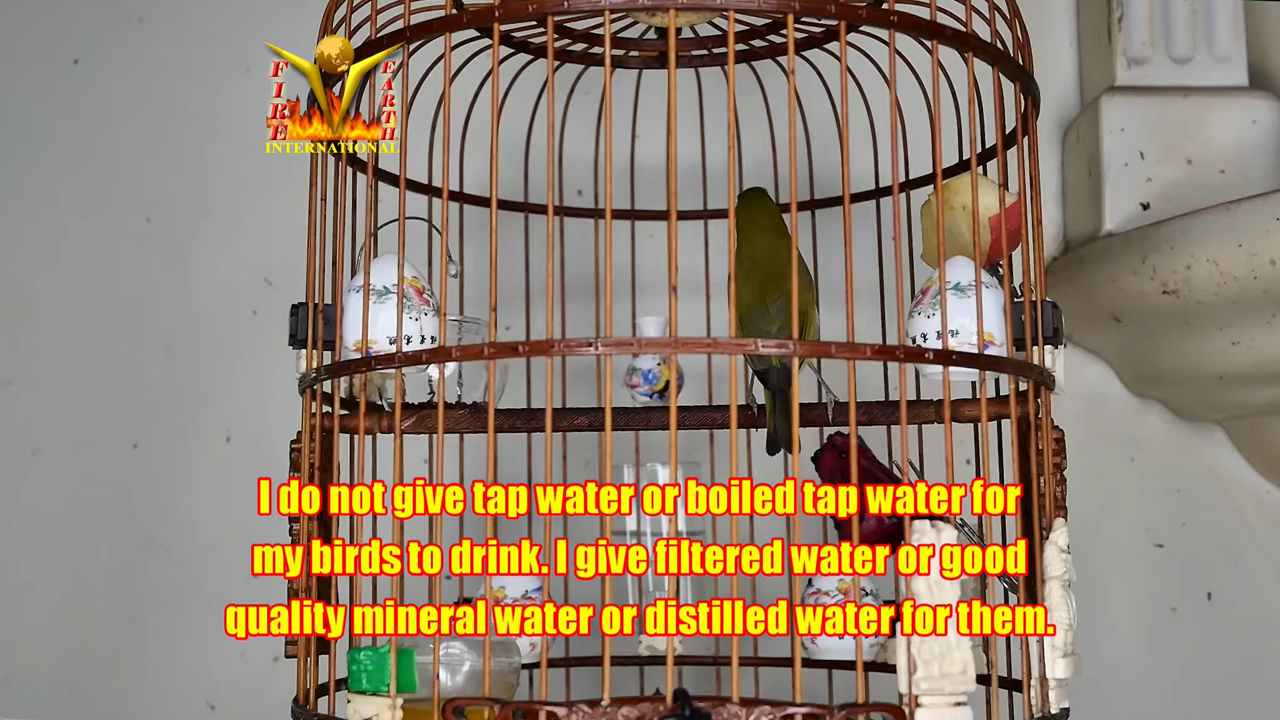 FIRE
EARTH
INTERNATIONAL
I do not give tap water or boiled tap water for
my birds to drink. I give filtered water or good
quality mineral water or distilled water for them.